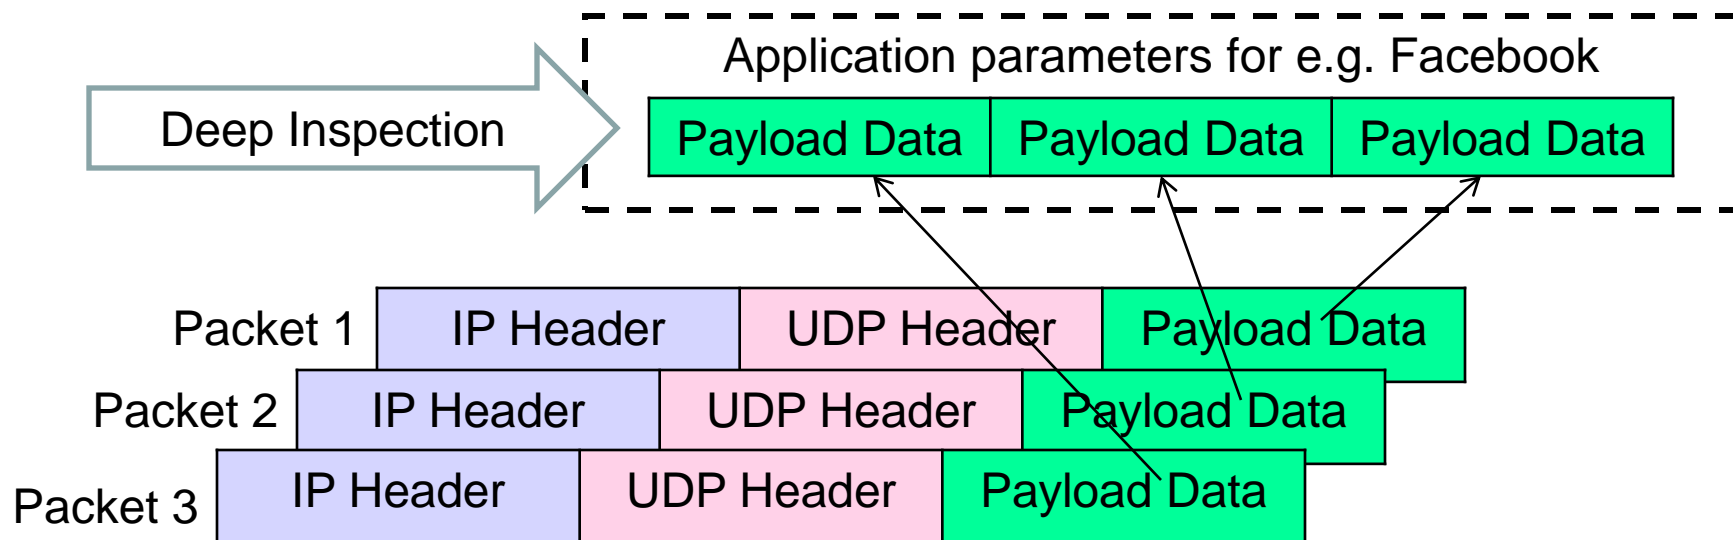 Application parameters for e.g. Facebook
Deep Inspection
Payload Data Payload Data Payload Data
Packet 1 IP Header UDP Header Payload Data
Packet 2 IP Header UDP Header Payload Data
Packet 3 IP Header UDP Header Payload Data